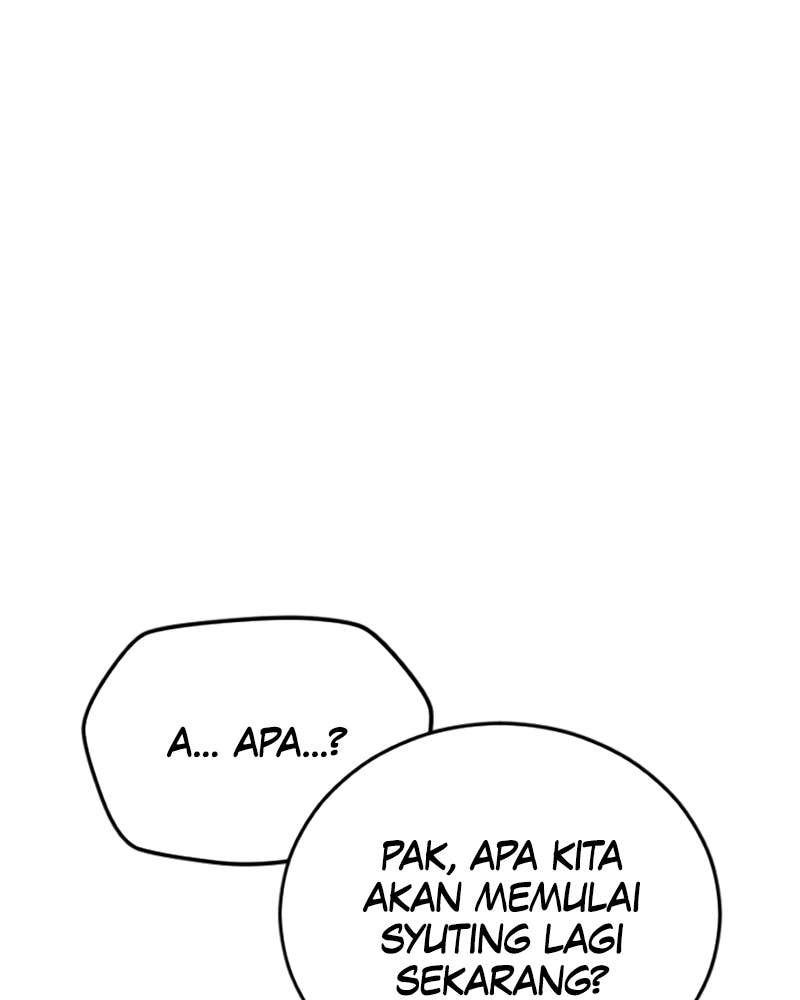 A... APA...?
PAK, APA KITA
AKAN MEMULAI
SYUTING LAGI
SEKARANG?